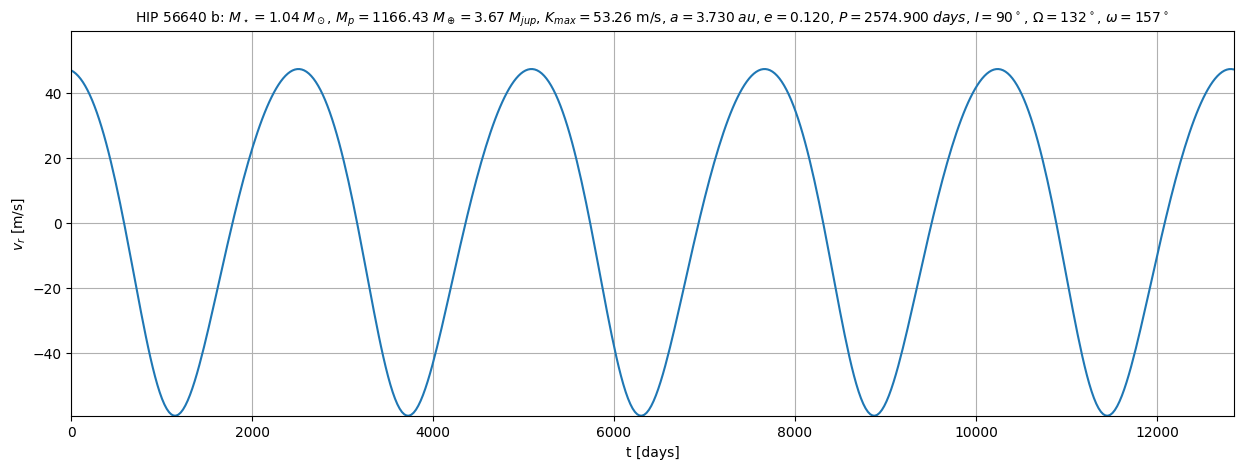 HIP 56640 b: M⋆ = 1.04 M⊙, Mp = 1166.43 M⊕ = 3.67 Mjup, Kmax = 53.26 m/s, a = 3.730 au, e = 0.120, P = 2574.900 days, I = 90°, Ω = 132°, ω = 157°
40
20
0
−20
−40
vr [m/s]
0 2000 4000 6000 8000 10000 12000
t [days]